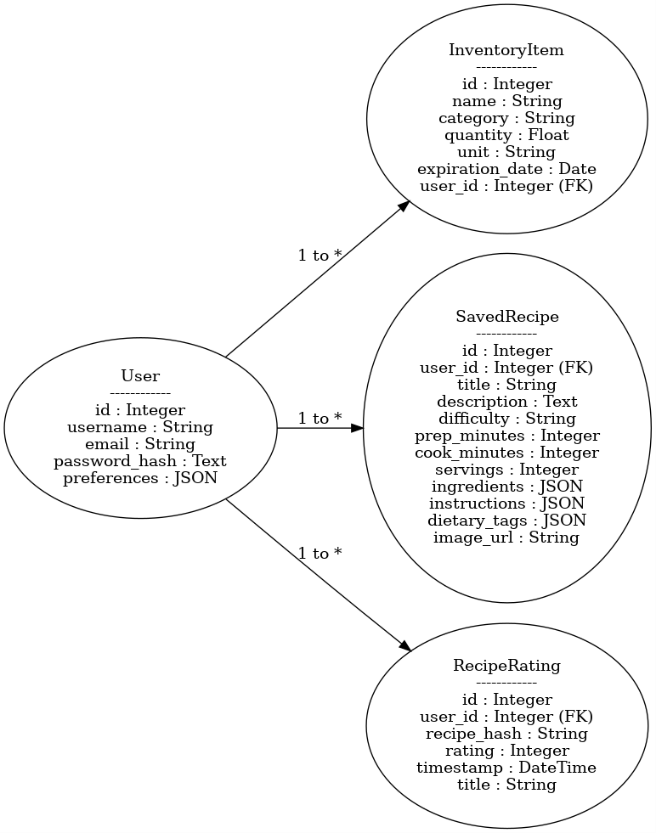 InventoryItem
------------
id : Integer
name : String
category : String
quantity : Float
unit : String
expiration_date : Date
user_id : Integer (FK)
1 to *
SavedRecipe
------------
id : Integer
user_id : Integer (FK)
title : String
description : Text
difficulty : String
prep_minutes : Integer
cook_minutes : Integer
servings : Integer
ingredients : JSON
instructions : JSON
dietary_tags : JSON
image_url : String
User
------------
id : Integer
username : String
email : String
password_hash : Text
preferences : JSON
1 to *
1 to *
RecipeRating
------------
id : Integer
user_id : Integer (FK)
recipe_hash : String
rating : Integer
timestamp : DateTime
title : String